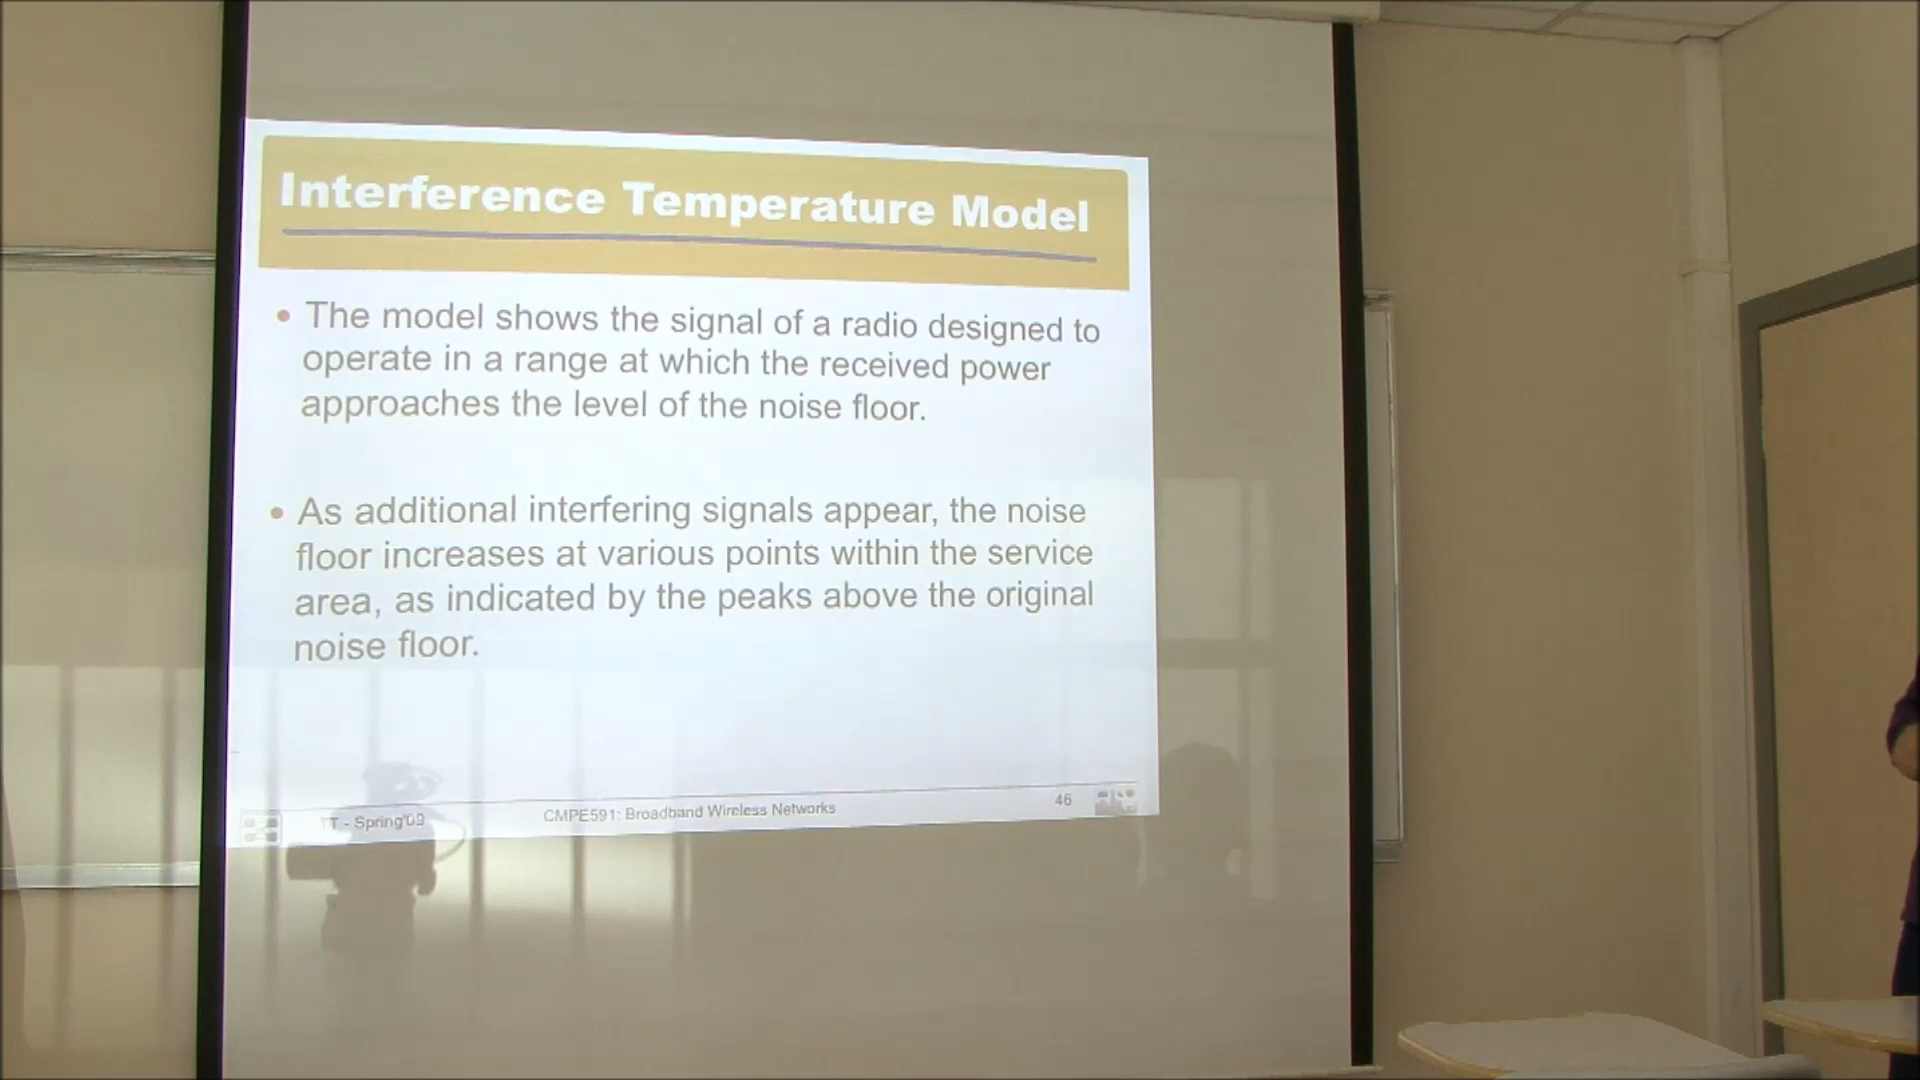 Interference Temperature Model
• The model shows the signal of a radio designed to
operate in a range at which the received power
approaches the level of the noise floor.
• As additional interfering signals appear, the noise
floor increases at various points within the service
area, as indicated by the peaks above the original
noise floor.
TT - Spring'09 CMPE591: Broadband Wireless Networks 46